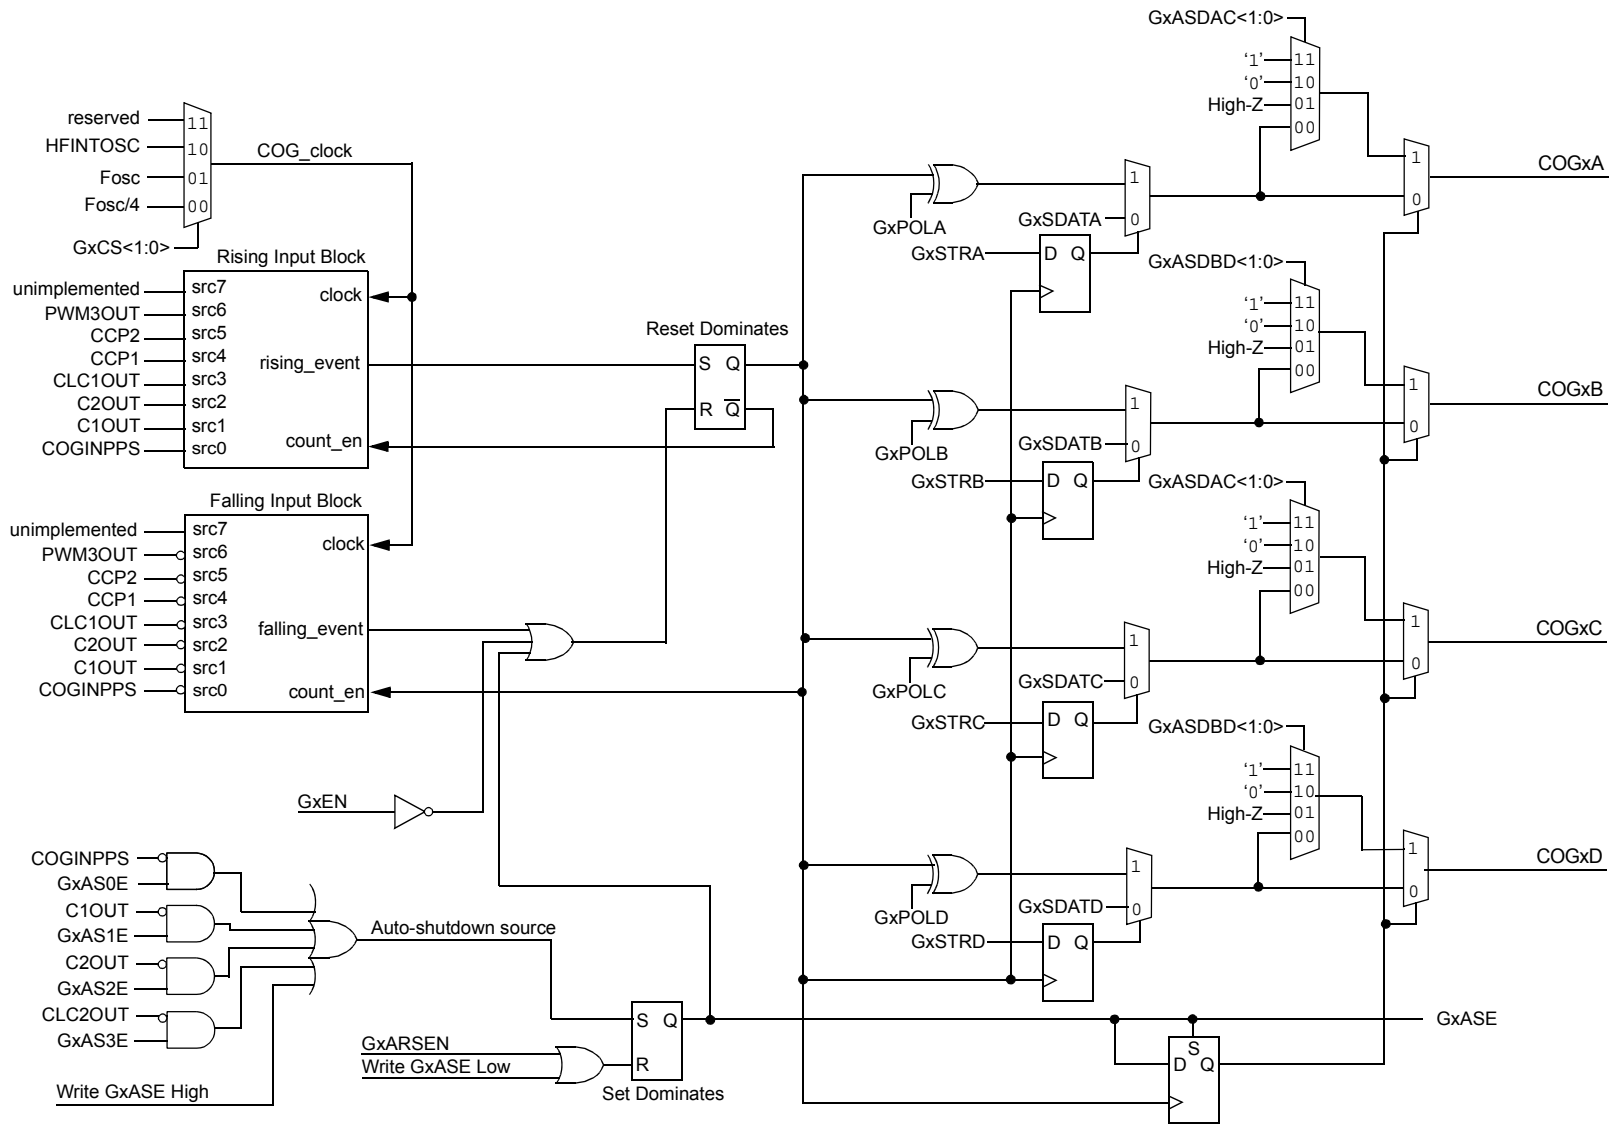 GxASDAC<1:0>
‘1’ 11
‘0’ 10
High-Z 01
00
reserved 11
HFINTOSC 10
Fosc 01
Fosc/4 00
GxCS<1:0>
COG_clock
1
0
COGxA
GxPOLA
1
GxSDATA 0
GxSTRA D Q
Rising Input Block
unimplemented src7
PWM3OUT src6
CCP2 src5
CCP1 src4
CLC1OUT src3
C2OUT src2
C1OUT src1
COGINPPS src0
clock
rising_event
count_en
Reset Dominates
S Q
R Q
GxASDBD<1:0>
‘1’ 11
‘0’ 10
High-Z 01
00
1
0
COGxB
GxPOLB
1
GxSDATB 0
GxSTRB D Q
Falling Input Block
unimplemented src7
PWM3OUT src6
CCP2 src5
CCP1 src4
CLC1OUT src3
C2OUT src2
C1OUT src1
COGINPPS src0
clock
falling_event
count_en
GxASDAC<1:0>
‘1’ 11
‘0’ 10
High-Z 01
00
1
0
COGxC
GxPOLC
1
GxSDATC 0
GxSTRC D Q
GxEN
GxASDBD<1:0>
‘1’ 11
‘0’ 10
High-Z 01
00
1
0
COGxD
GxPOLD
1
GxSDATD 0
GxSTRD D Q
COGINPPS
GxAS0E
C1OUT
GxAS1E
C2OUT
GxAS2E
CLC2OUT
GxAS3E
Write GxASE High
Auto-shutdown source
GxARSEN
Write GxASE Low
S Q
R
Set Dominates
GxASE
S
D Q